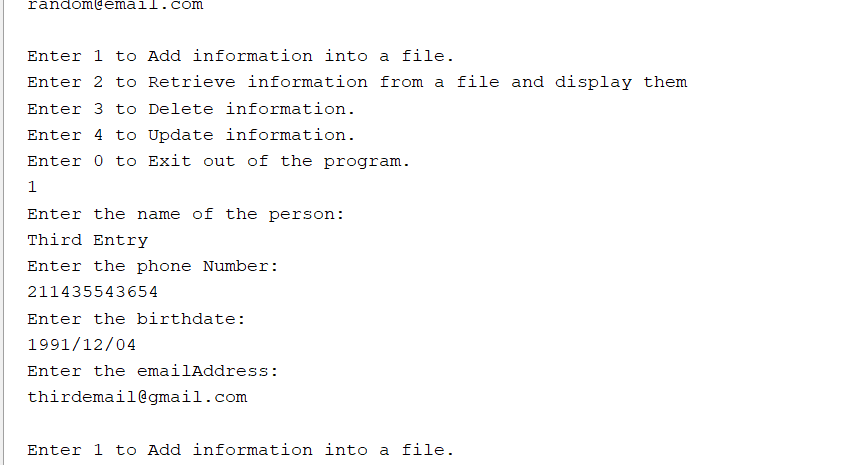 random@email.com
Enter 1 to Add information into a file.
Enter 2 to Retrieve information from a file and display them
Enter 3 to Delete information.
Enter 4 to Update information.
Enter 0 to Exit out of the program.
1
Enter the name of the person:
Third Entry
Enter the phone Number:
211435543654
Enter the birthdate:
1991/12/04
Enter the emailAddress:
thirdemail@gmail.com
Enter 1 to Add information into a file.